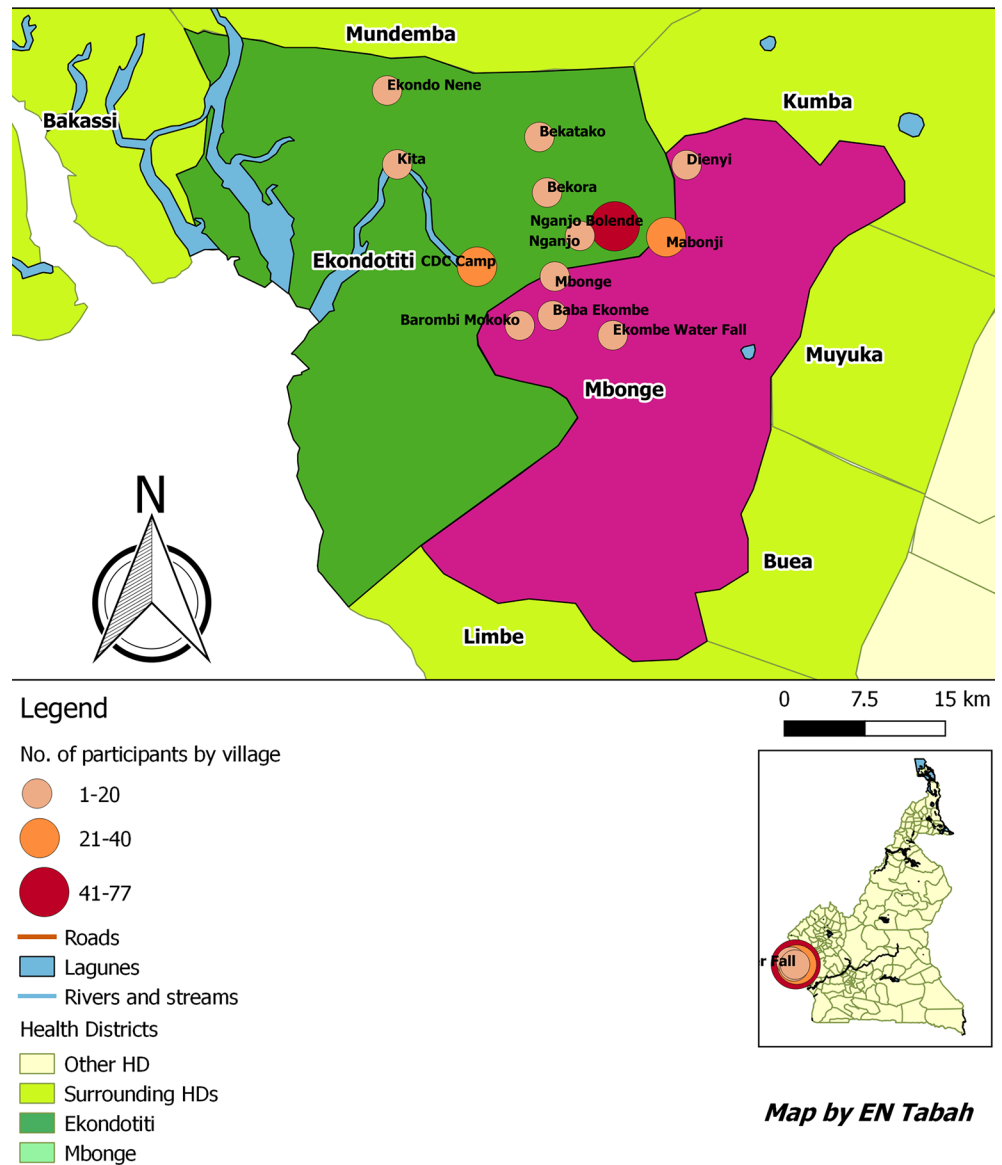 Mundemba
Ekondo Nene
Kumba
Bakassi
Bekatako
Kita
Dienyi
Bekora
Nganjo Bolende
Nganjo
Mabonji
Ekondotiti
CDC Camp
Mbonge
Baba Ekombe
Barombi Mokoko
Ekombe Water Fall
Muyuka
Mbonge
N
Buea
Limbe
Legend
0 7.5 15 km
No. of participants by village
1-20
21-40
41-77
Roads
Lagunes
Rivers and streams
Health Districts
Other HD
Surrounding HDs
Ekondotiti
Mbonge
r Fall
Map by EN Tabah